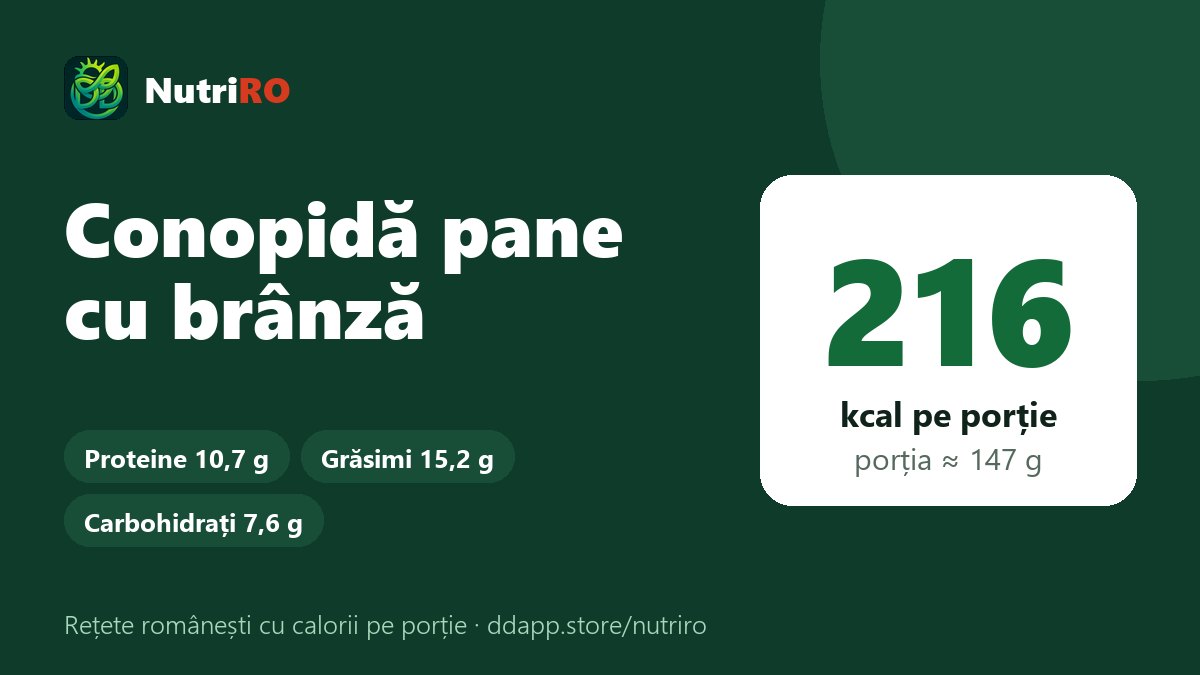 NutriRO
Conopidă pane
cu brânză
216
kcal pe porție
porția ≈ 147 g
Proteine 10,7 g
Grăsimi 15,2 g
Carbohidrați 7,6 g
Rețete românești cu calorii pe porție · ddapp.store/nutriro